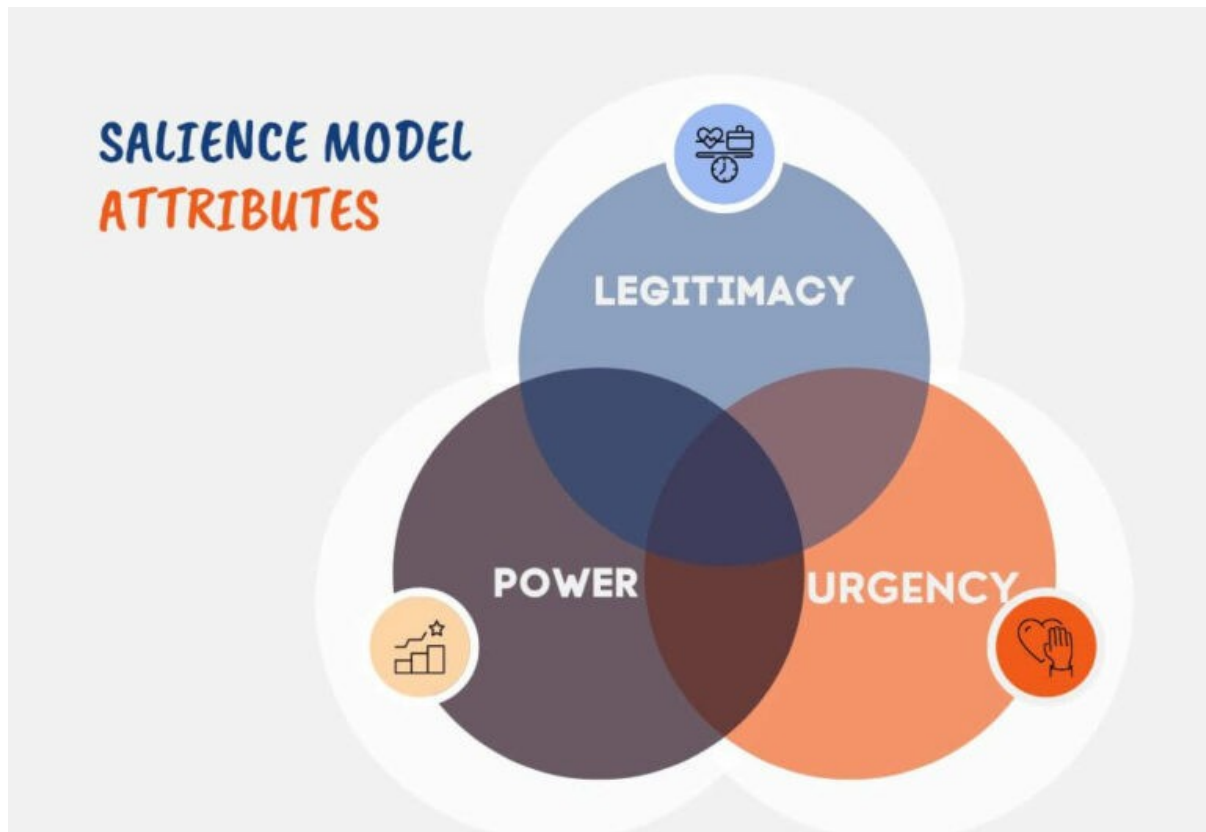 SALIENCE MODEL
ATTRIBUTES
LEGITIMACY
POWER
URGENCY